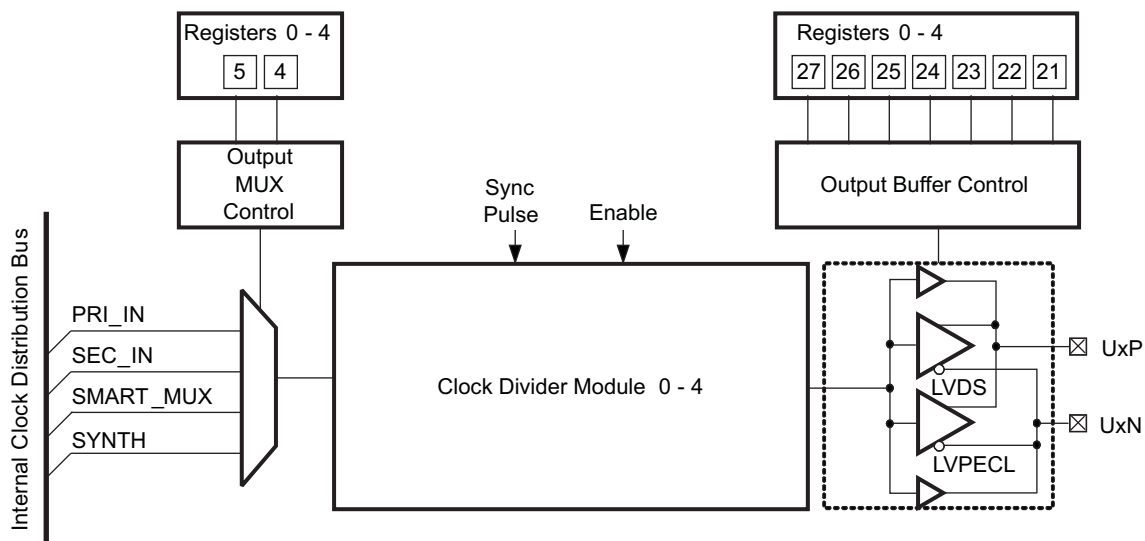 Registers 0 - 4
5 4
Output
MUX
Control
Registers 0 - 4
27 26 25 24 23 22 21
Output Buffer Control
Sync
Pulse
Enable
Internal Clock Distribution Bus
PRI_IN
SEC_IN
SMART_MUX
SYNTH
Clock Divider Module 0 - 4
LVDS
LVPECL
UxP
UxN